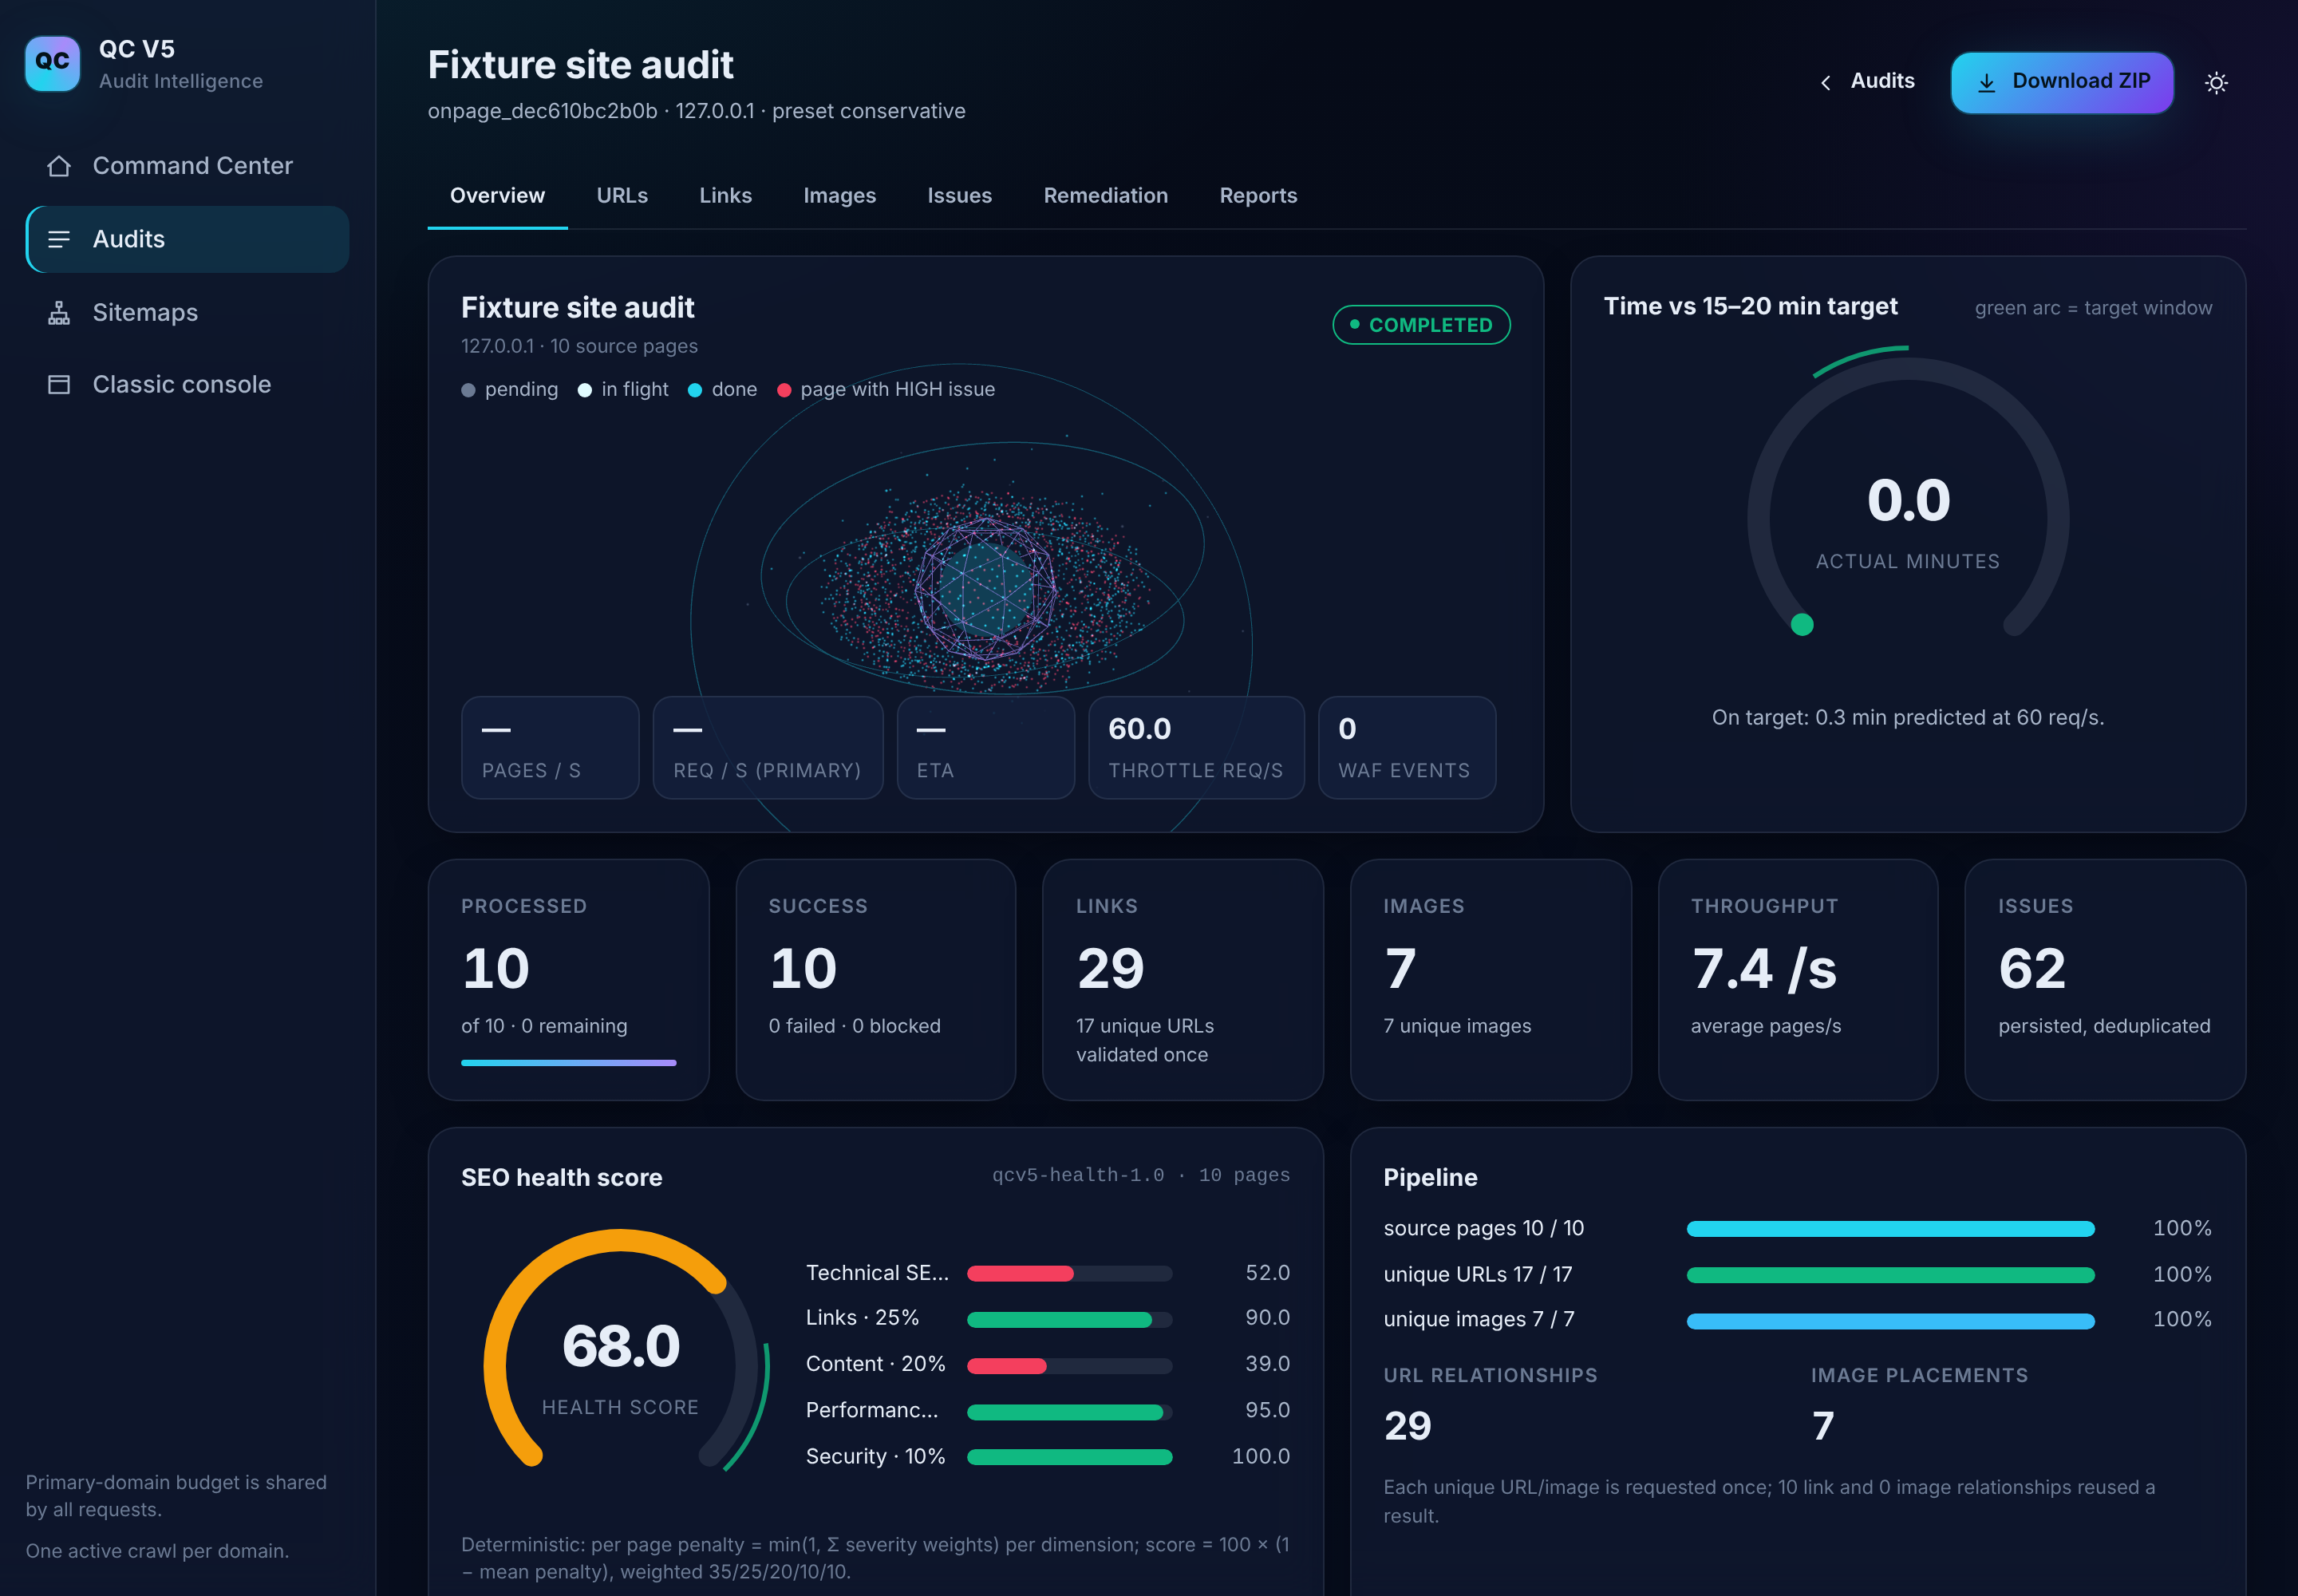 QC
QC V5
Audit Intelligence
Command Center
Audits
Sitemaps
Classic console
Primary-domain budget is shared
by all requests.
One active crawl per domain.
Fixture site audit
onpage_dec610bc2b0b · 127.0.0.1 · preset conservative
Audits
Download ZIP
Overview
URLs
Links
Images
Issues
Remediation
Reports
Fixture site audit
127.0.0.1 · 10 source pages
COMPLETED
pending
in flight
done
page with HIGH issue
—
PAGES / S
—
REQ / S (PRIMARY)
—
ETA
60.0
THROTTLE REQ/S
0
WAF EVENTS
Time vs 15–20 min target
green arc = target window
0.0
ACTUAL MINUTES
On target: 0.3 min predicted at 60 req/s.
PROCESSED
10
of 10 · 0 remaining
SUCCESS
10
0 failed · 0 blocked
LINKS
29
17 unique URLs
validated once
IMAGES
7
7 unique images
THROUGHPUT
7.4 /s
average pages/s
ISSUES
62
persisted, deduplicated
SEO health score
qcv5-health-1.0 · 10 pages
68.0
HEALTH SCORE
Technical SE... 52.0
Links · 25% 90.0
Content · 20% 39.0
Performanc... 95.0
Security · 10% 100.0
Deterministic: per page penalty = min(1, Σ severity weights) per dimension; score = 100 × (1
− mean penalty), weighted 35/25/20/10/10.
Pipeline
source pages 10 / 10 100%
unique URLs 17 / 17 100%
unique images 7 / 7 100%
URL RELATIONSHIPS
29
IMAGE PLACEMENTS
7
Each unique URL/image is requested once; 10 link and 0 image relationships reused a
result.